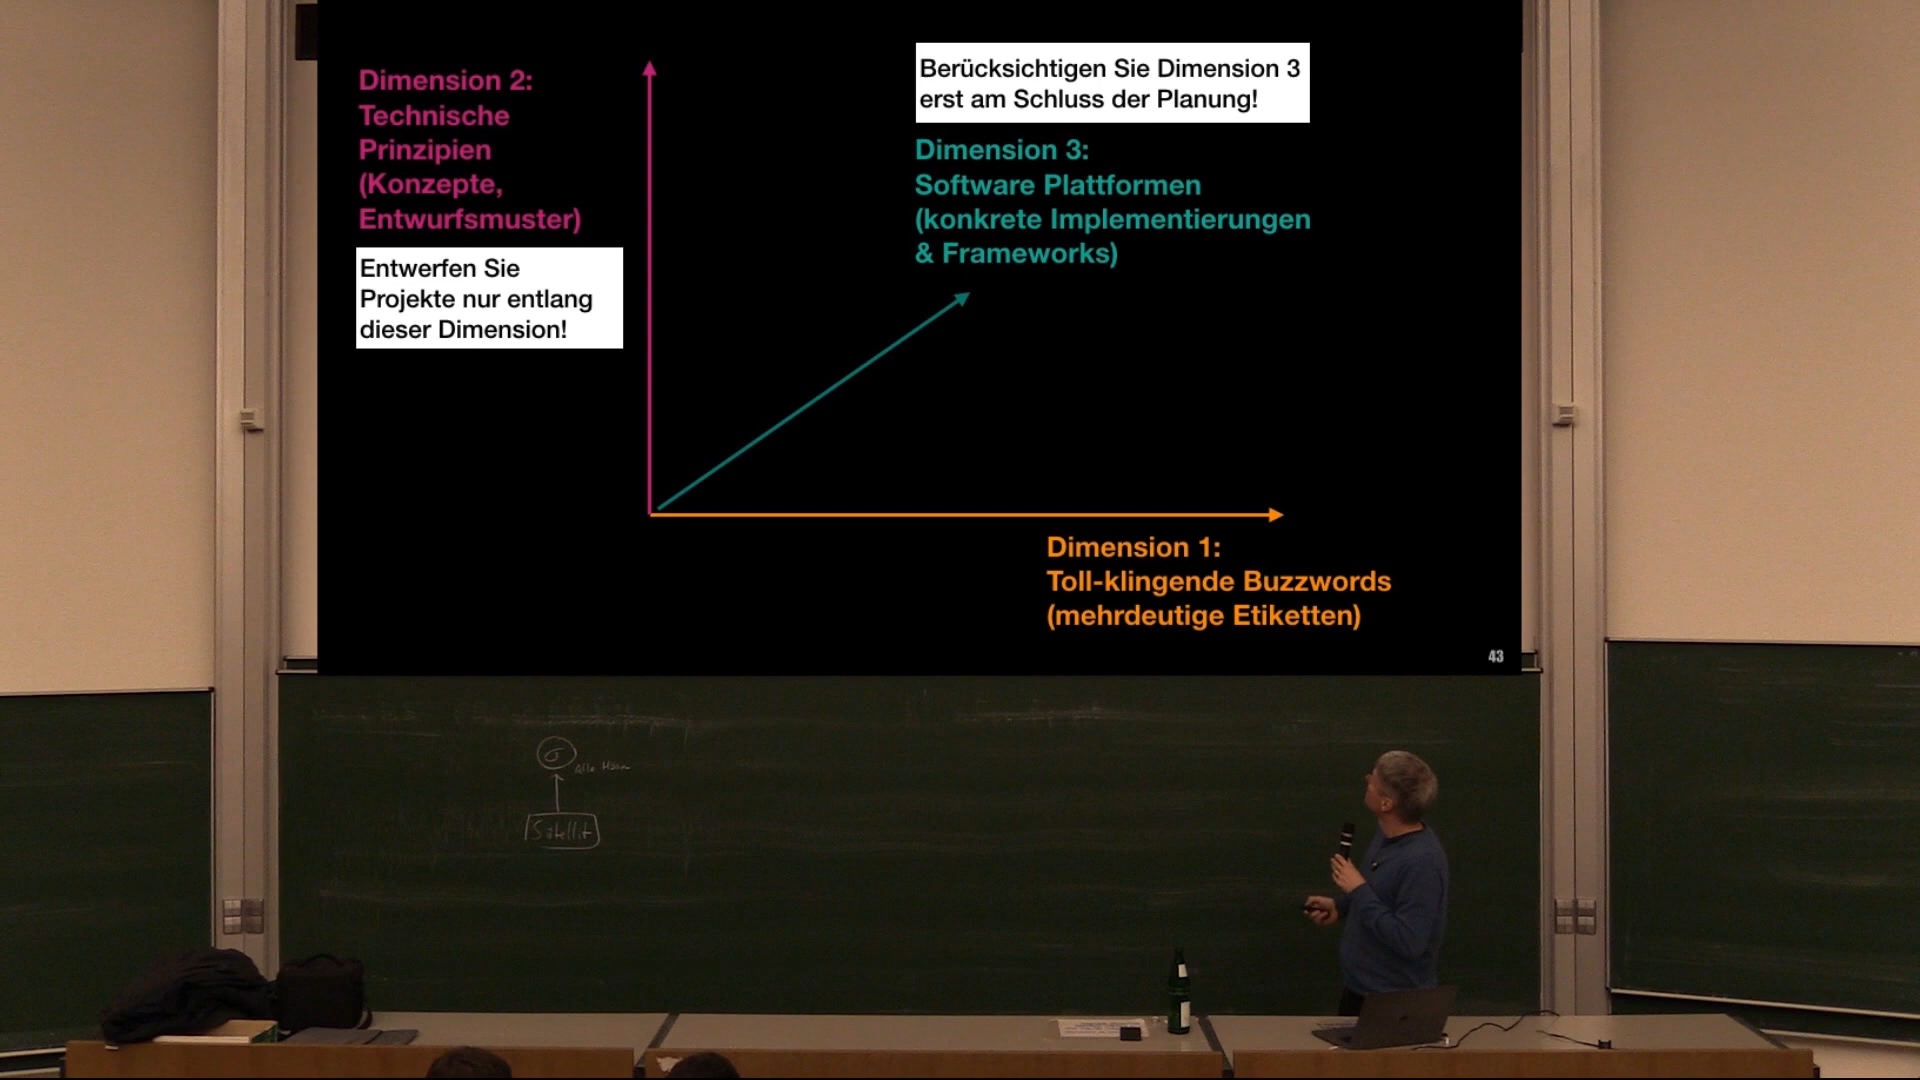 Dimension 2:
Technische
Prinzipien
(Konzepte,
Entwurfsmuster)
Entwerfen Sie
Projekte nur entlang
dieser Dimension!
Berücksichtigen Sie Dimension 3
erst am Schluss der Planung!
Dimension 3:
Software Plattformen
(konkrete Implementierungen
& Frameworks)
Dimension 1:
Toll-klingende Buzzwords
(mehrdeutige Etiketten)
43
σ
Satellit